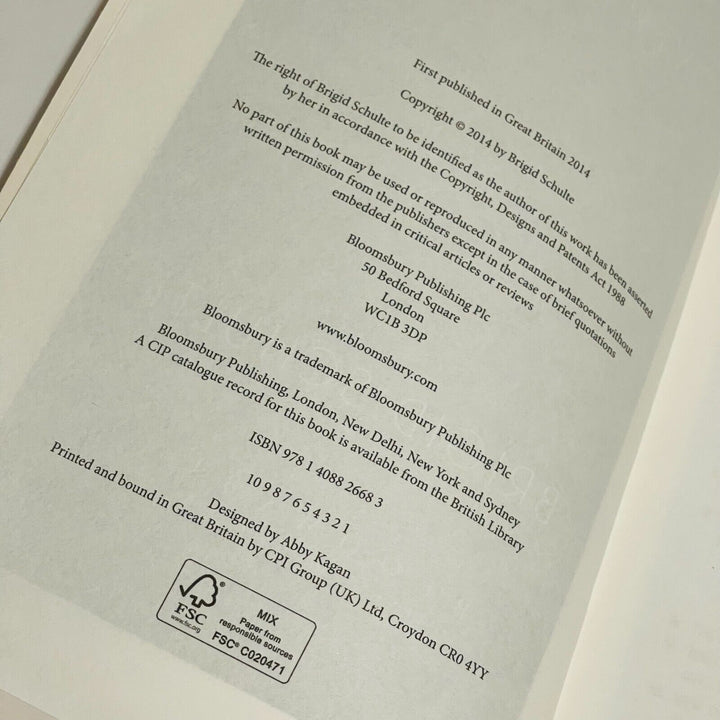 First published in Great Britain 2014
Copyright © 2014 by Brigid Schulte
The right of Brigid Schulte to be identified as the author of this work has been asserted
by her in accordance with the Copyright, Designs and Patents Act 1988
No part of this book may be used or reproduced in any manner whatsoever without
written permission from the publishers except in the case of brief quotations
embedded in critical articles or reviews
Bloomsbury Publishing Plc
50 Bedford Square
London
WC1B 3DP
www.bloomsbury.com
Bloomsbury is a trademark of Bloomsbury Publishing Plc
Bloomsbury Publishing, London, New Delhi, New York and Sydney
A CIP catalogue record for this book is available from the British Library
ISBN 978 1 4088 2668 3
10 9 8 7 6 5 4 3 2 1
Designed by Abby Kagan
Printed and bound in Great Britain by CPI Group (UK) Ltd, Croydon CR0 4YY
FSC
www.fsc.org
MIX
Paper from
responsible sources
FSC® C020471